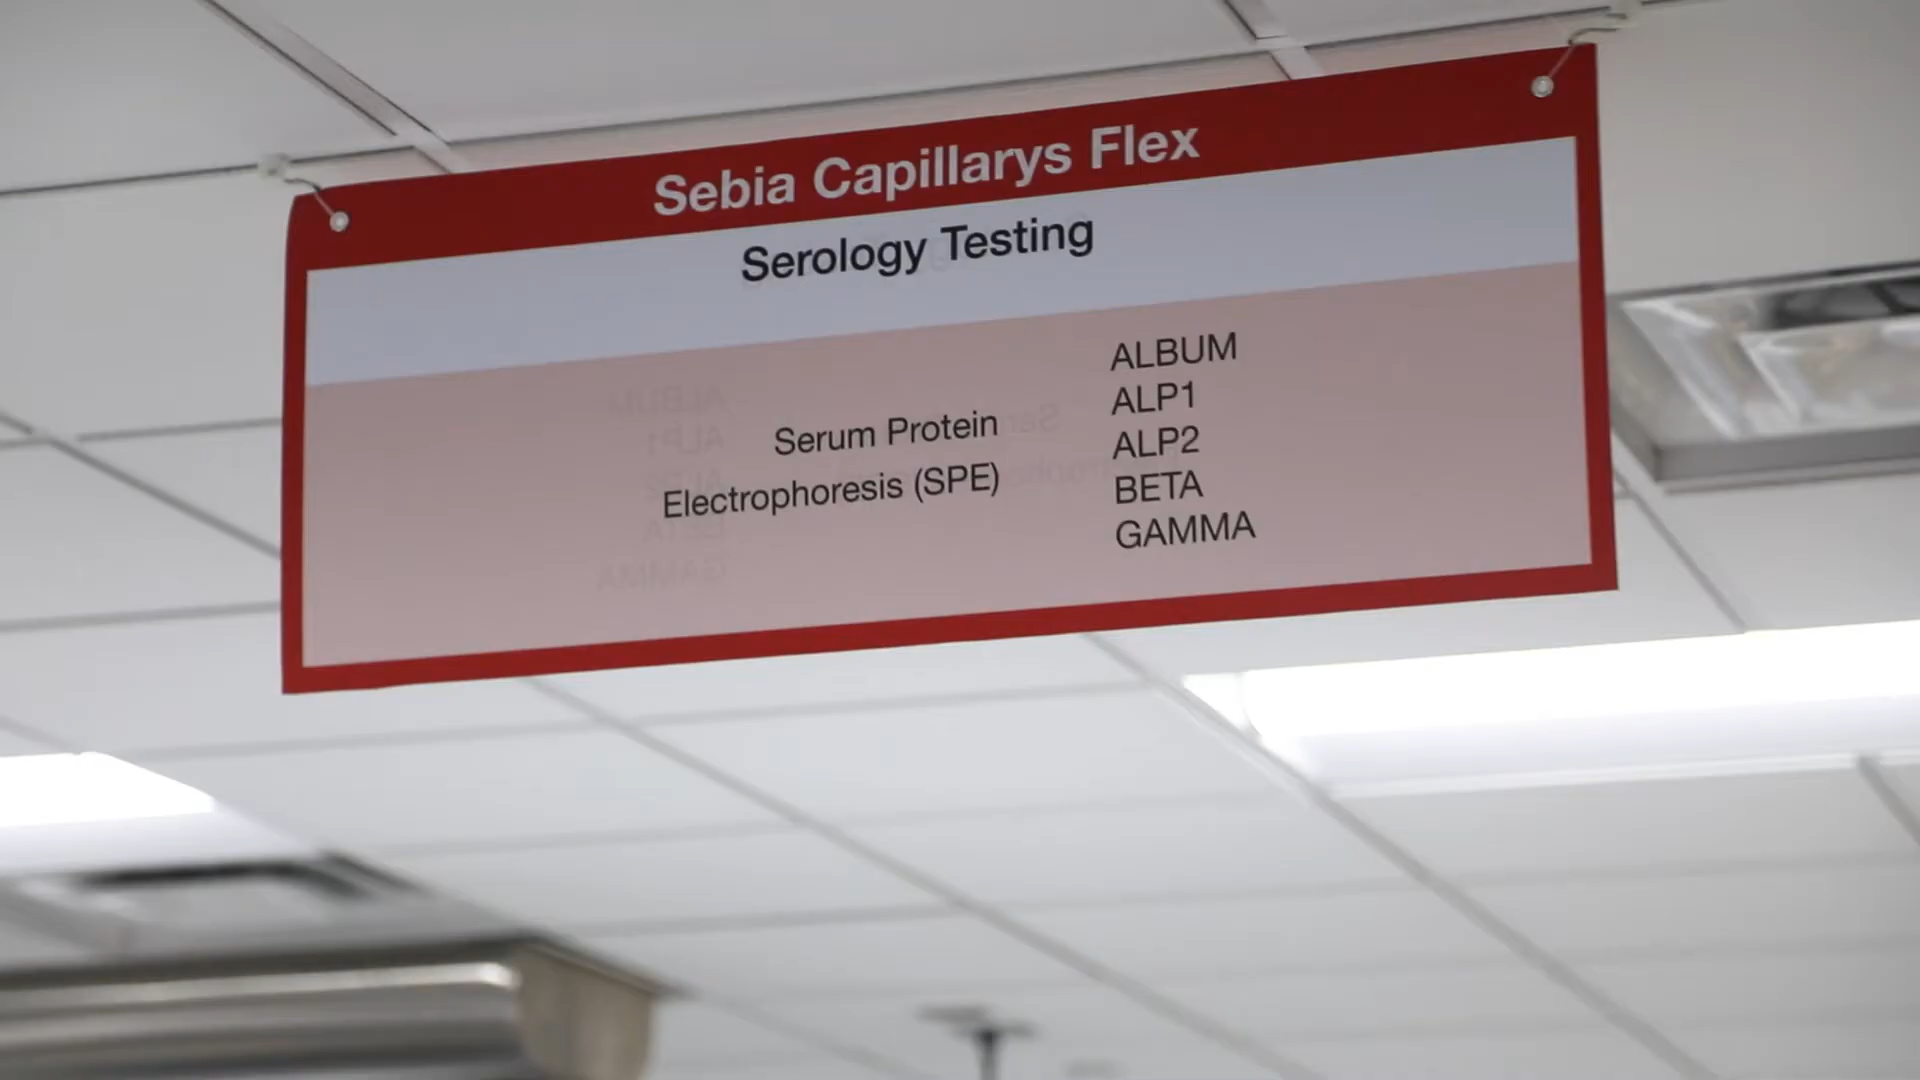 Sebia Capillarys Flex
Serology Testing
Serum Protein
Electrophoresis (SPE)
ALBUM
ALP1
ALP2
BETA
GAMMA